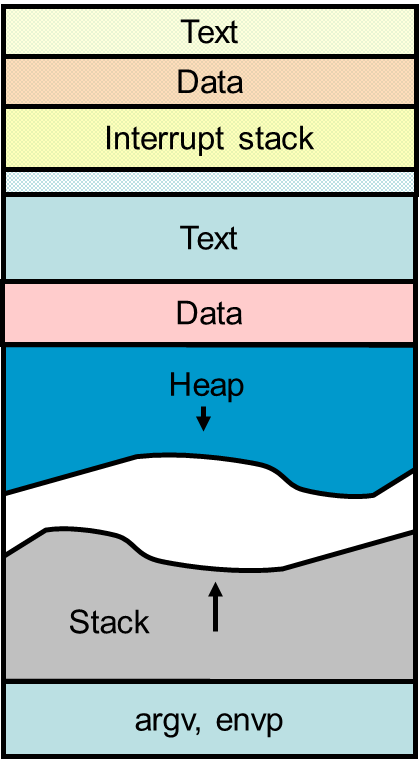 Text
Data
Interrupt stack
Text
Data
Heap
Stack
argv, envp